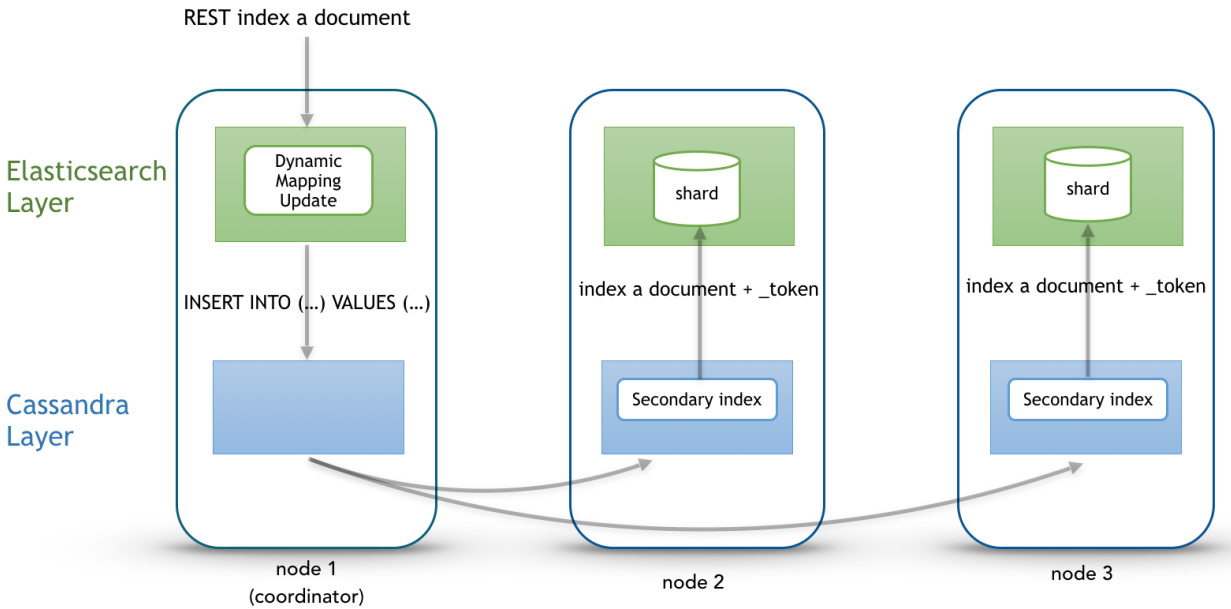 REST index a document
Elasticsearch
Layer
Dynamic
Mapping
Update
shard
shard
INSERT INTO (...) VALUES (...)
index a document + _token
index a document + _token
Cassandra
Layer
Secondary index
Secondary index
node 1
(coordinator)
node 2
node 3